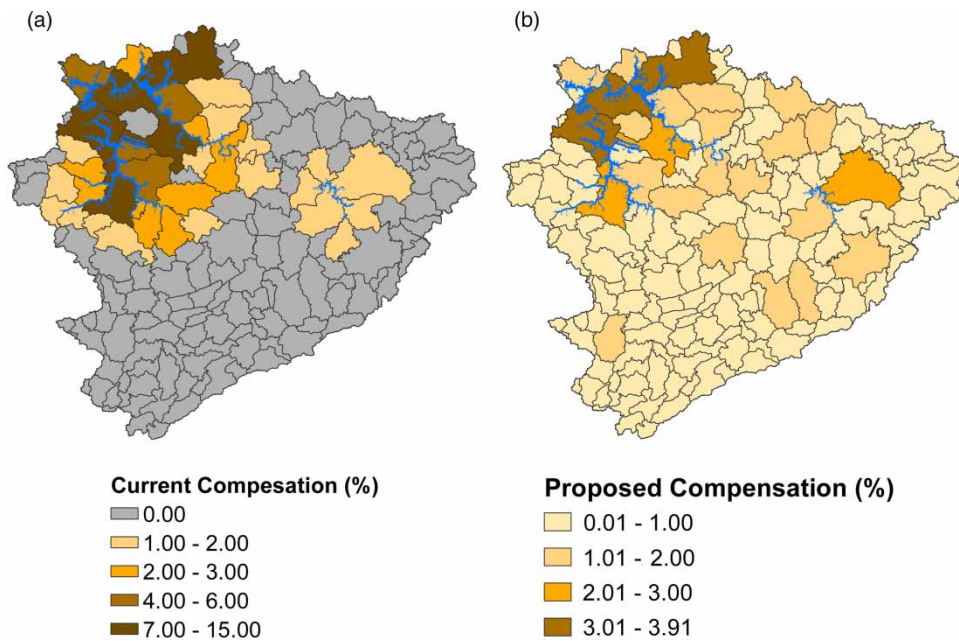 (a)
(b)
Current Compesation (%)
0.00
1.00 - 2.00
2.00 - 3.00
4.00 - 6.00
7.00 - 15.00
Proposed Compensation (%)
0.01 - 1.00
1.01 - 2.00
2.01 - 3.00
3.01 - 3.91